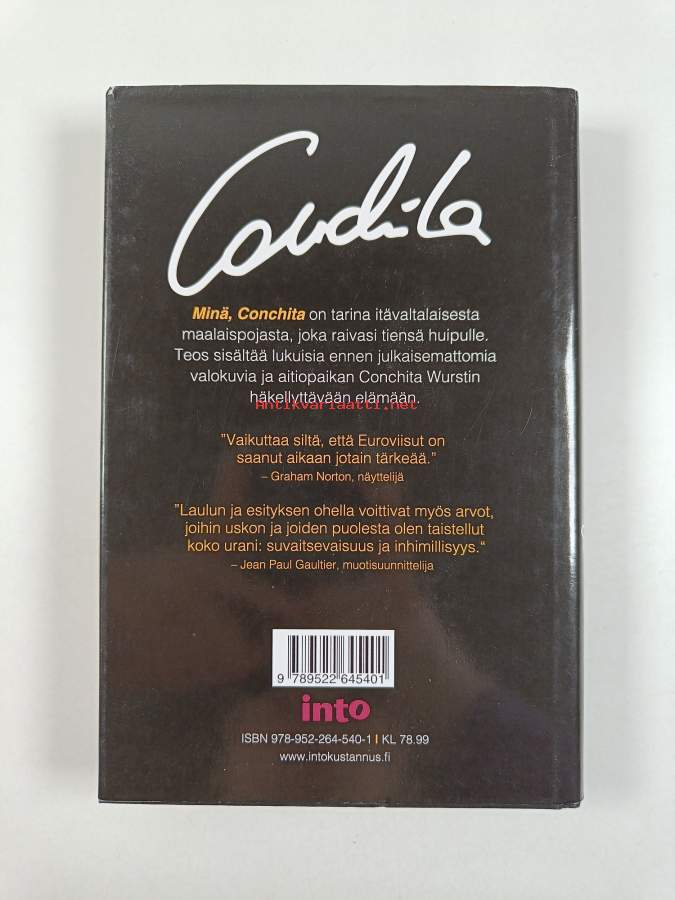 Conchita
Minä, Conchita on tarina itävaltalaisesta
maalaispojasta, joka raivasi tiensä huipulle.
Teos sisältää lukuisia ennen julkaisemattomia
valokuvia ja aitiopaikan Conchita Wurstin
häkellyttävään elämään.
Antikvariaatti.net
”Vaikuttaa siltä, että Euroviisut on
saanut aikaan jotain tärkeää.”
– Graham Norton, näyttelijä
”Laulun ja esityksen ohella voittivat myös arvot,
joihin uskon ja joiden puolesta olen taistellut
koko urani: suvaitsevaisuus ja inhimillisyys.“
– Jean Paul Gaultier, muotisuunnittelija
9 789522 645401
into
ISBN 978-952-264-540-1 I KL 78.99
www.intokustannus.fi